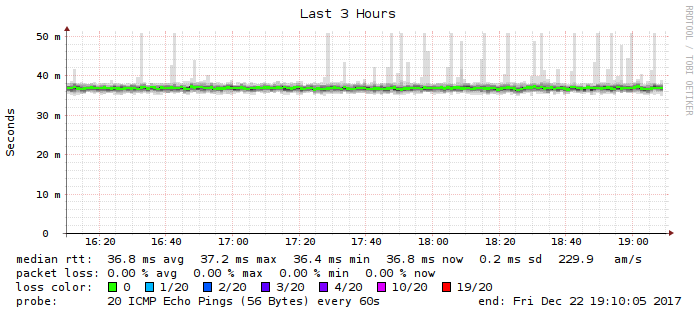 Last 3 Hours
RRDTOOL / TOBI OETIKER
Seconds
50 m
40 m
30 m
20 m
10 m
0
16:20 16:40 17:00 17:20 17:40 18:00 18:20 18:40 19:00
median rtt: 36.8 ms avg 37.2 ms max 36.4 ms min 36.8 ms now 0.2 ms sd 229.9 am/s
packet loss: 0.00 % avg 0.00 % max 0.00 % min 0.00 % now
loss color: 0 1/20 2/20 3/20 4/20 10/20 19/20
probe: 20 ICMP Echo Pings (56 Bytes) every 60s end: Fri Dec 22 19:10:05 2017